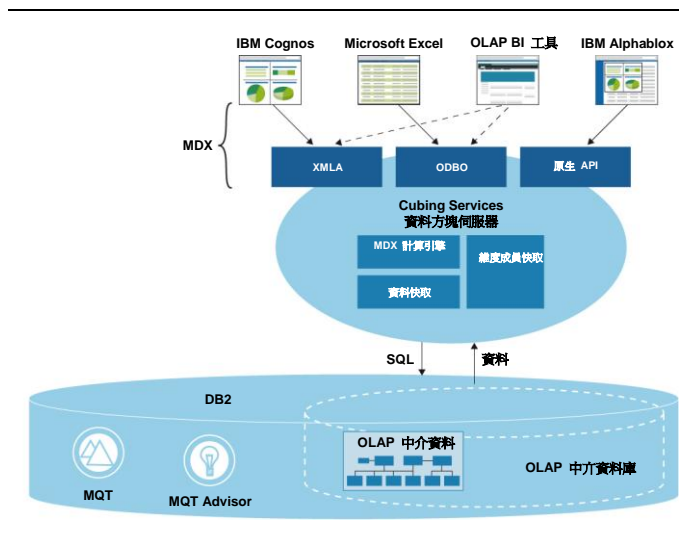 IBM Cognos
Microsoft Excel
OLAP BI 工具
IBM Alphablox
MDX
XMLA
ODBO
原生 API
Cubing Services
資料方塊伺服器
MDX 計算引擎
資料快取
維度成員快取
SQL
資料
DB2
OLAP 中介資料
OLAP 中介資料庫
MQT
MQT Advisor